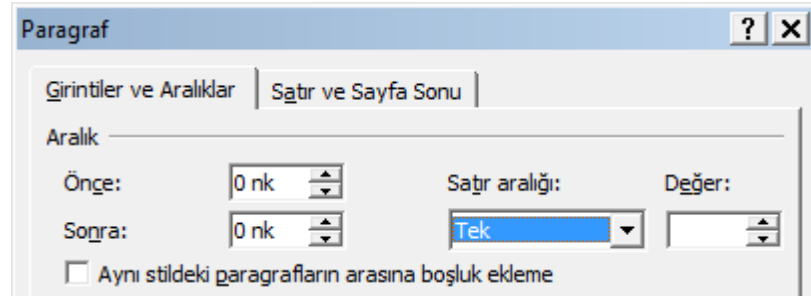 Paragraf
Girintiler ve Aralıklar Satır ve Sayfa Sonu
Aralık
Önce: 0 nk Satır aralığı: Değer:
Sonra: 0 nk Tek
Aynı stildeki paragrafların arasına boşluk ekleme